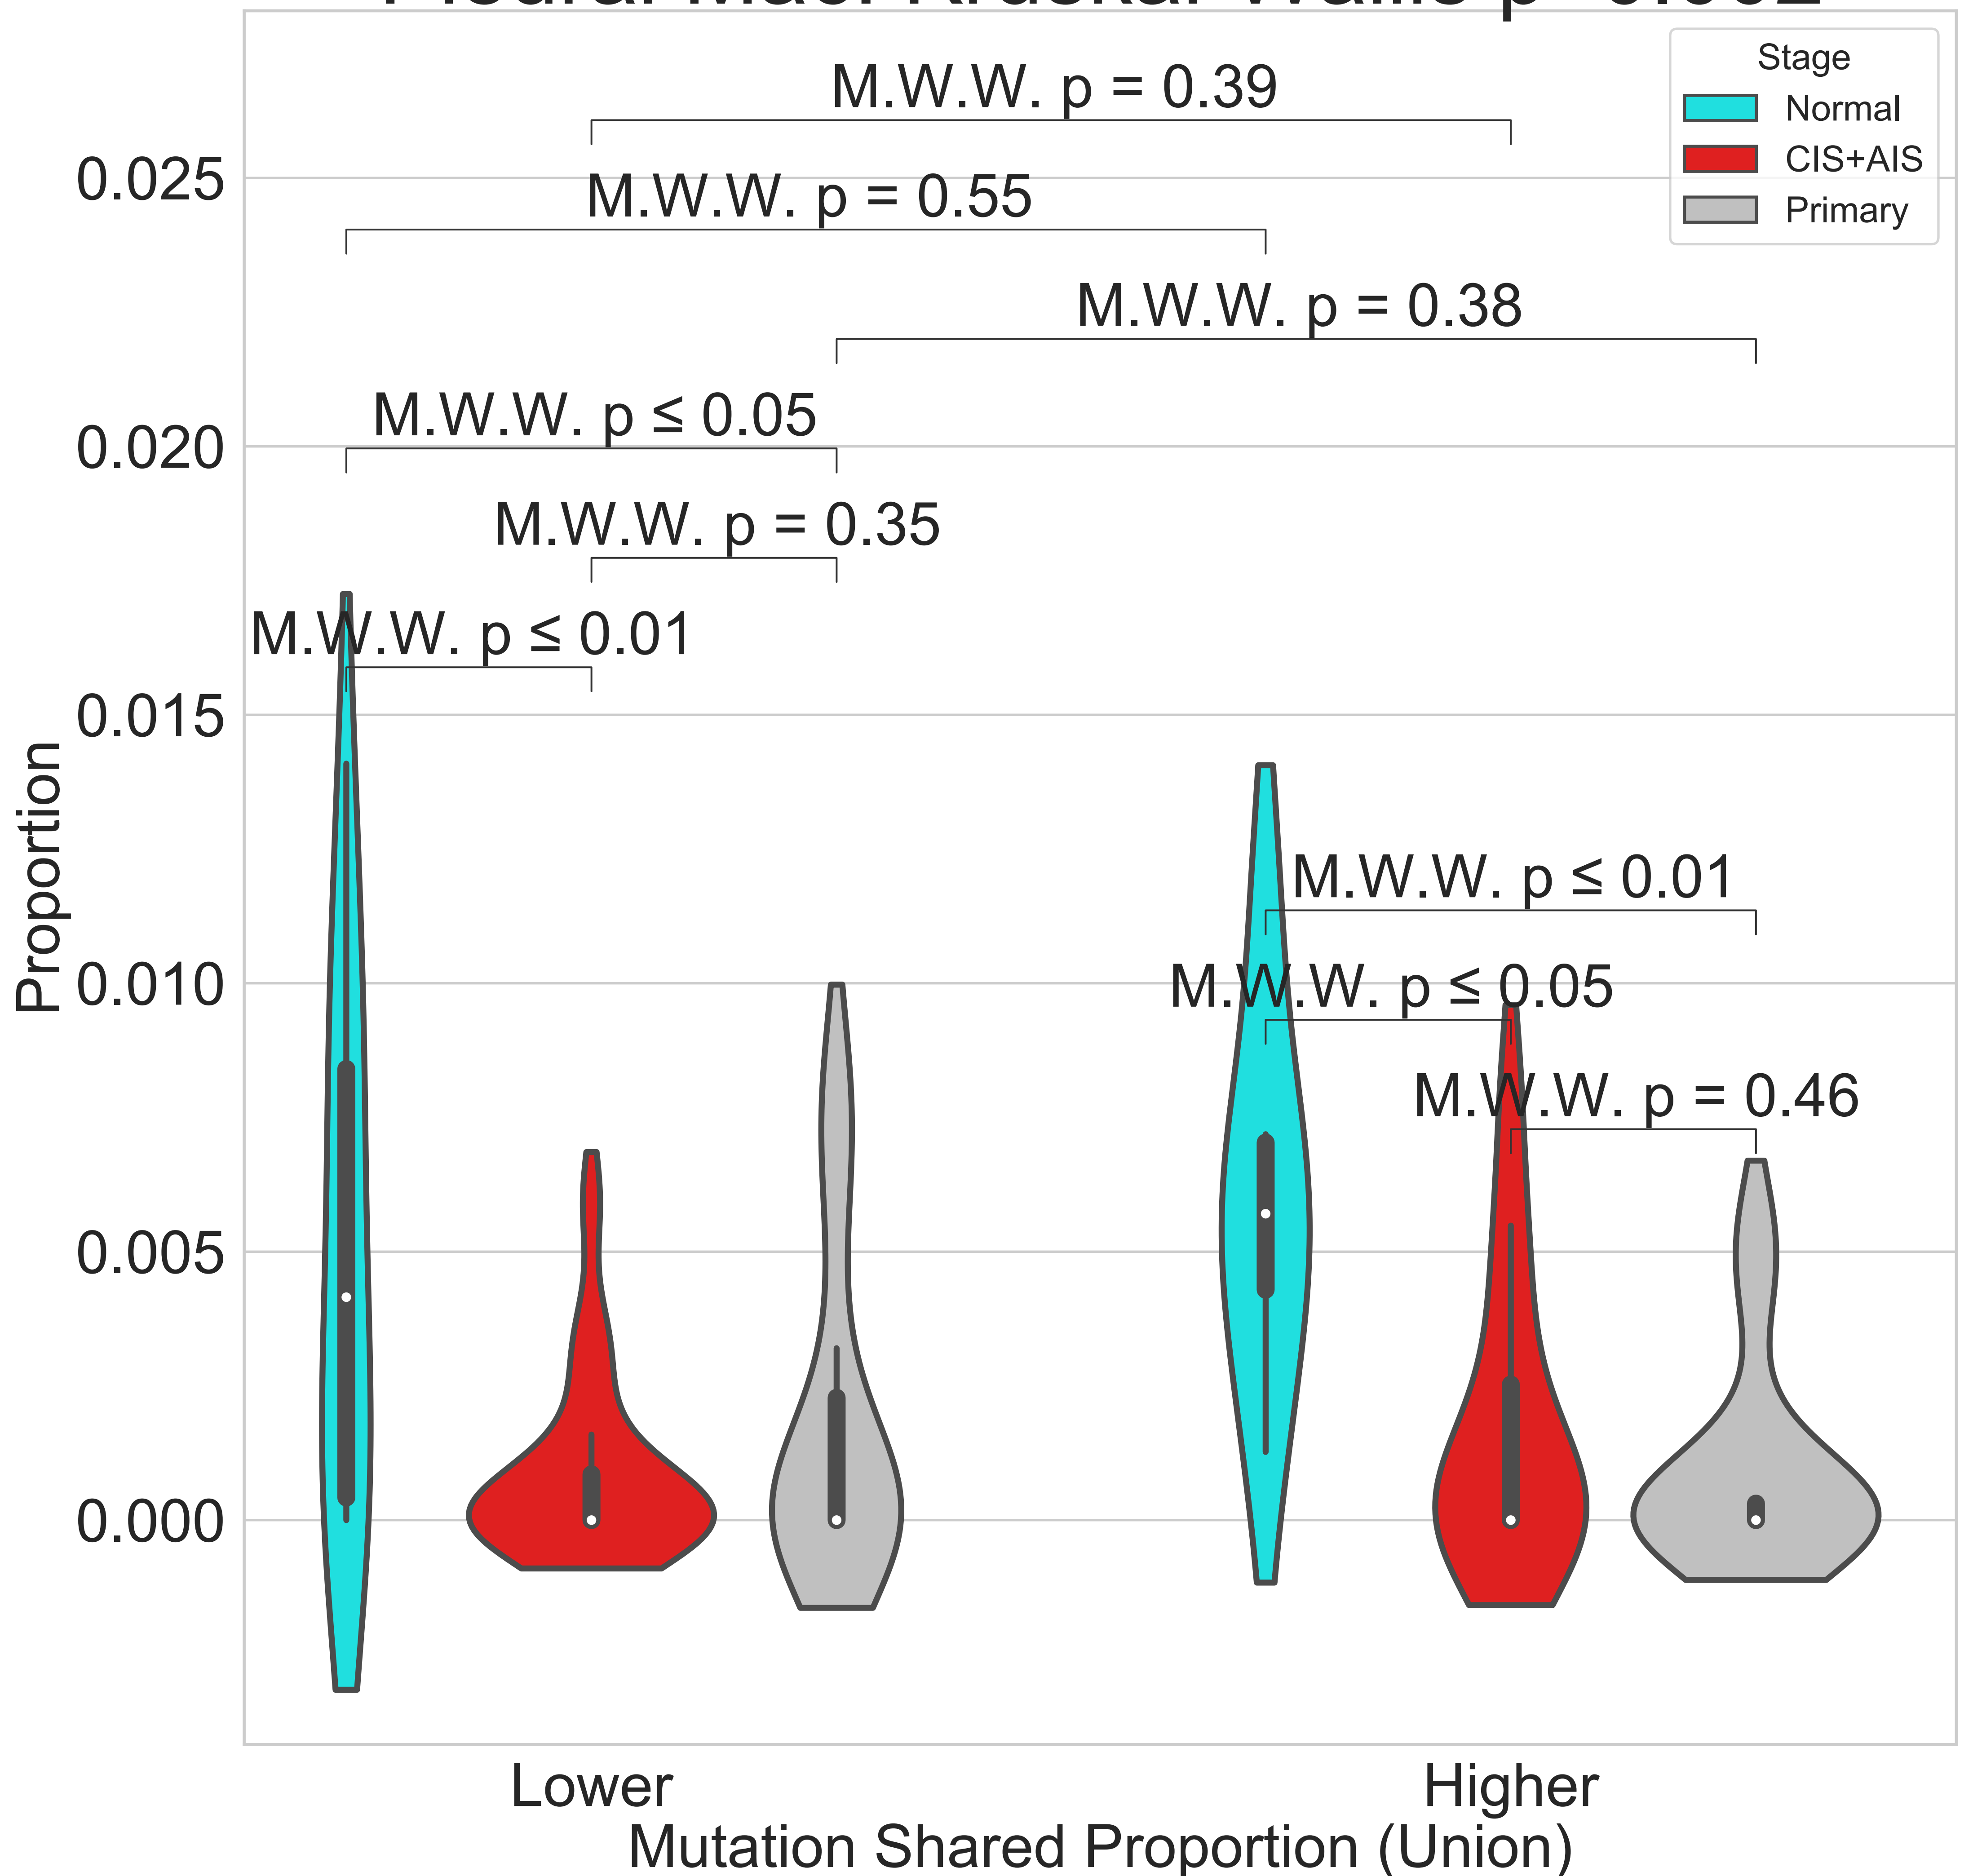 Stage
Normal
CIS+AIS
Primary
M.W.W. p = 0.39
M.W.W. p = 0.55
M.W.W. p = 0.38
M.W.W. p ≤ 0.05
M.W.W. p = 0.35
M.W.W. p ≤ 0.01
M.W.W. p ≤ 0.01
M.W.W. p ≤ 0.05
M.W.W. p = 0.46
0.025
0.020
0.015
0.010
0.005
0.000
Proportion
Lower
Higher
Mutation Shared Proportion (Union)